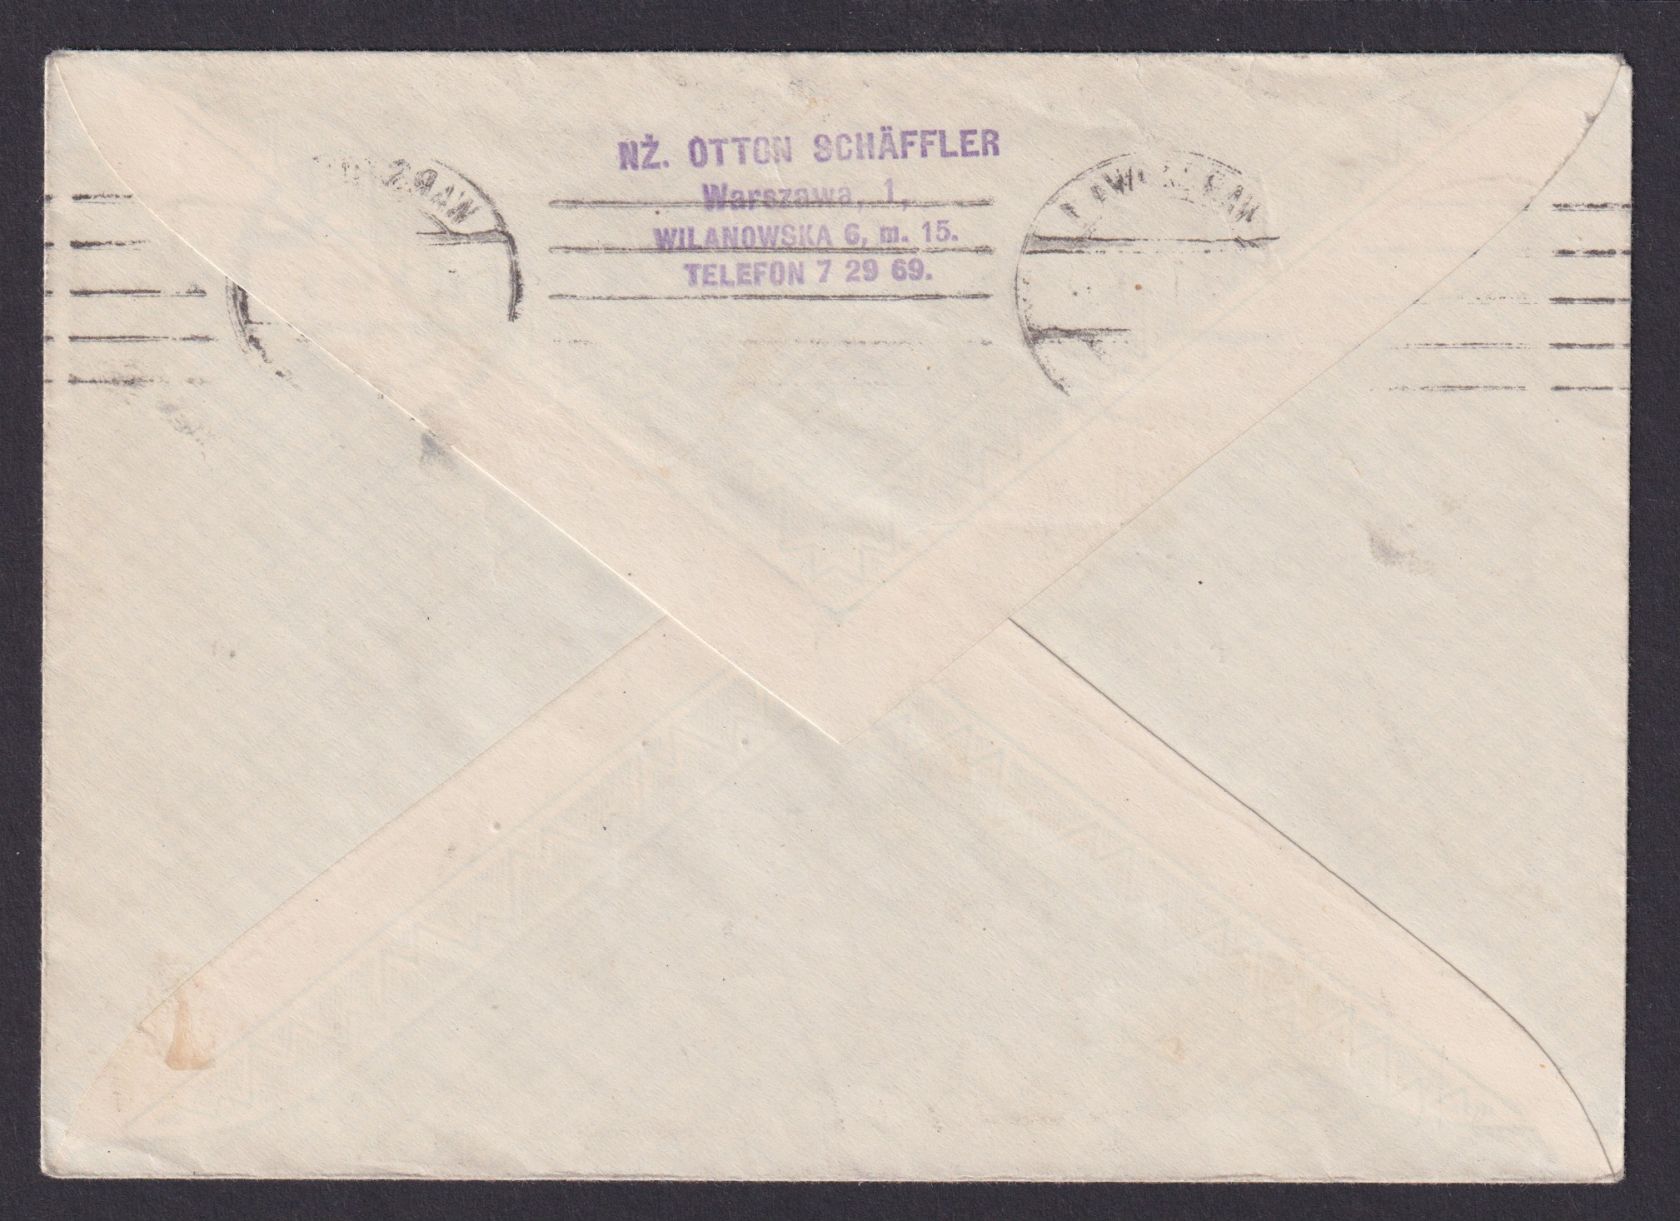 NŻ. OTTON SCHÄFFLER
Warszawa, 1,
WILANOWSKA 6, m. 15.
TELEFON 7 29 69.